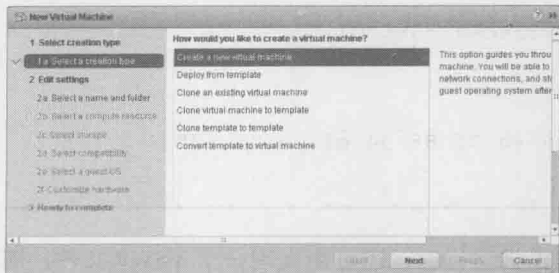 New Virtual Machine
1 Select creation type
1a Select a creation type
2 Edit settings
2a Select a name and folder
2b Select a compute resource
2c Select storage
2d Select compatibility
2e Select a guest OS
2f Customize hardware
3 Ready to complete
How would you like to create a virtual machine?
Create a new virtual machine
Deploy from template
Clone an existing virtual machine
Clone virtual machine to template
Clone template to template
Convert template to virtual machine
This option guides you throu
machine. You will be able to
network connections, and sto
guest operating system after
Back
Next
Finish
Cancel